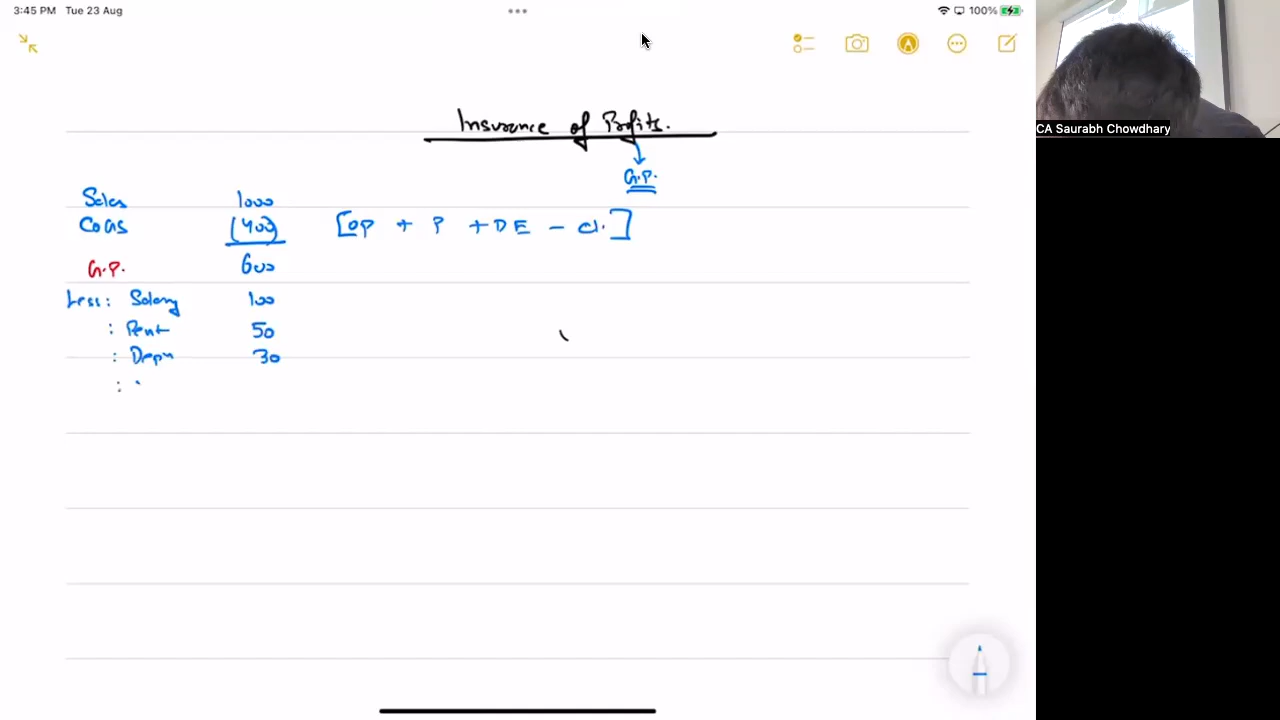 3:45 PM Tue 23 Aug
100%
Insurance of Profits.
G.P.
Sales 1000
COGS (400) [OP + P + DE - Cl.]
G.P. 600
Less: Salary 100
: Rent 50
: Depn 30
:
CA Saurabh Chowdhary